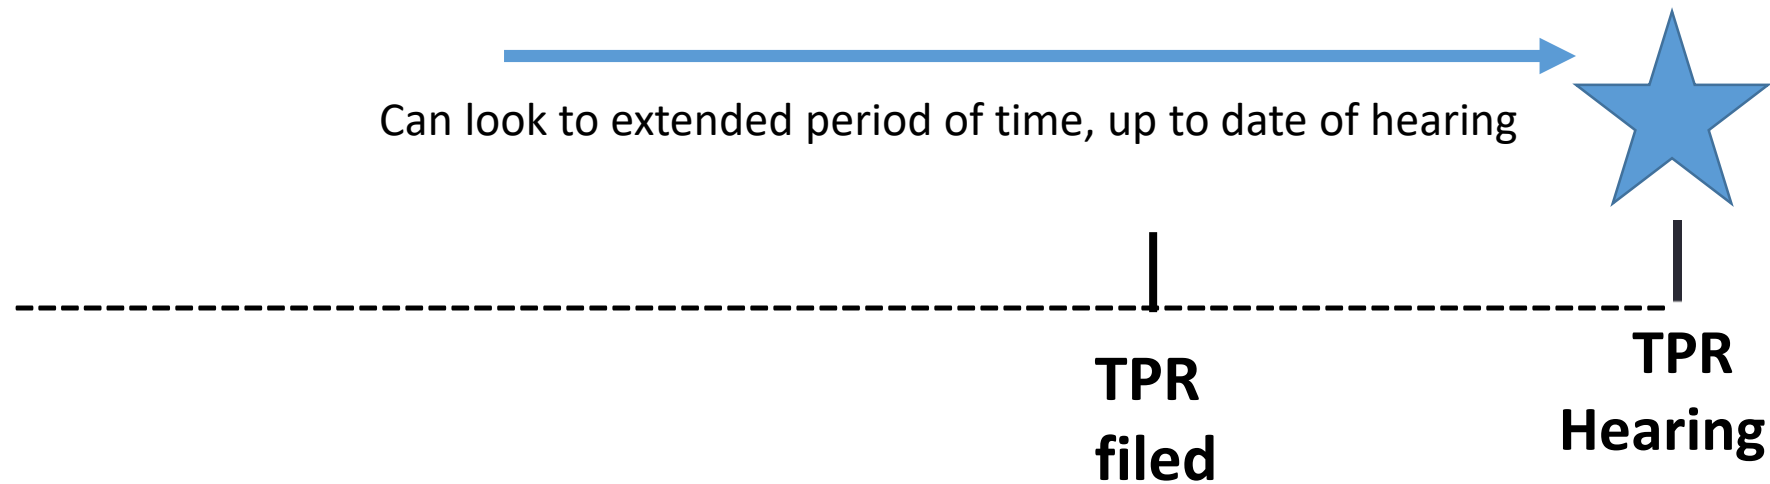 Can look to extended period of time, up to date of hearing
TPR
filed
TPR
Hearing